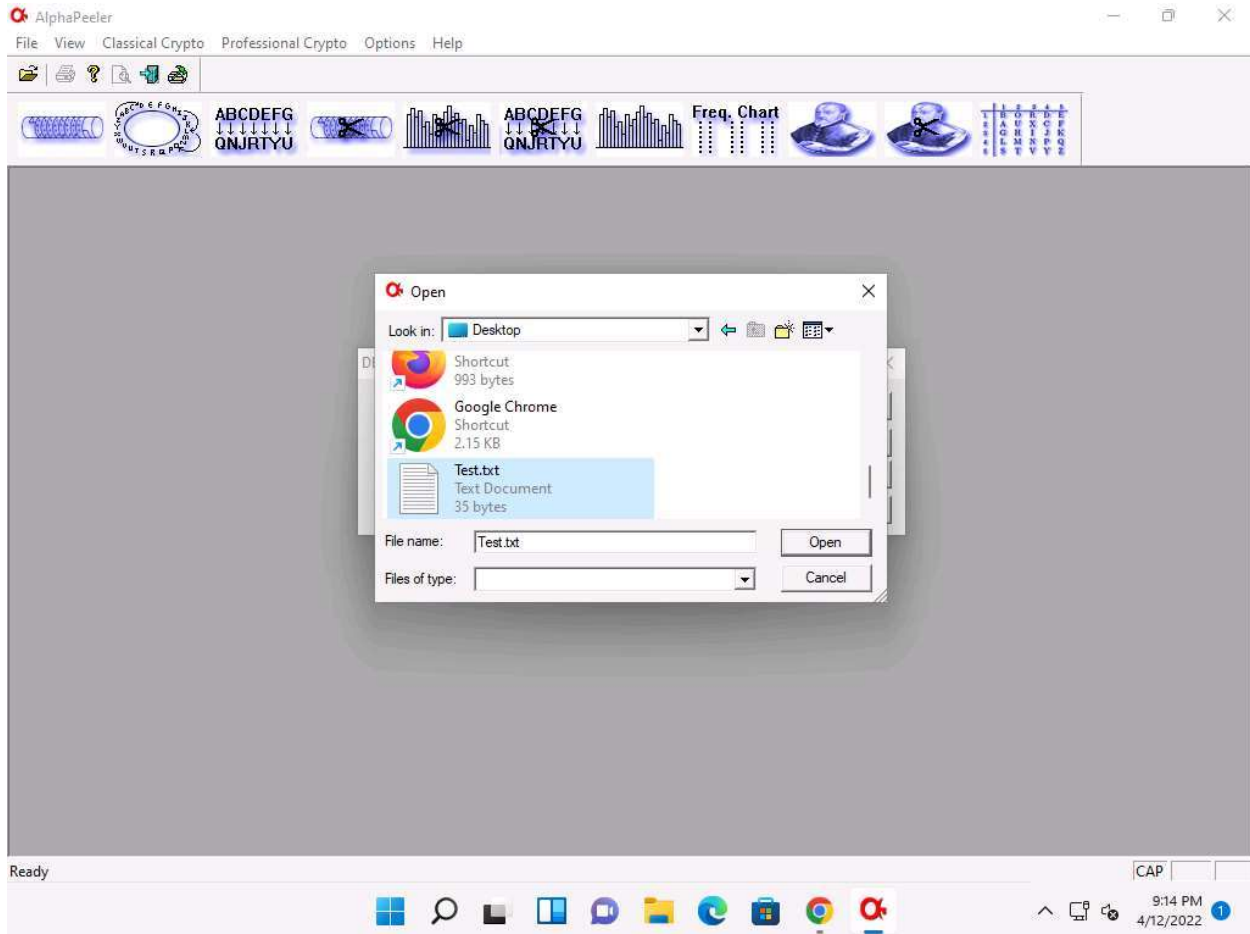 AlphaPeeler
File View Classical Crypto Professional Crypto Options Help
ABCDEFG
QNJRTYU
ABCDEFG
QNJRTYU
Freq. Chart
Open
Look in: Desktop
Shortcut
993 bytes
Google Chrome
Shortcut
2.15 KB
Test.txt
Text Document
35 bytes
File name: Test.txt Open
Files of type: Cancel
Ready CAP
9:14 PM
4/12/2022 1